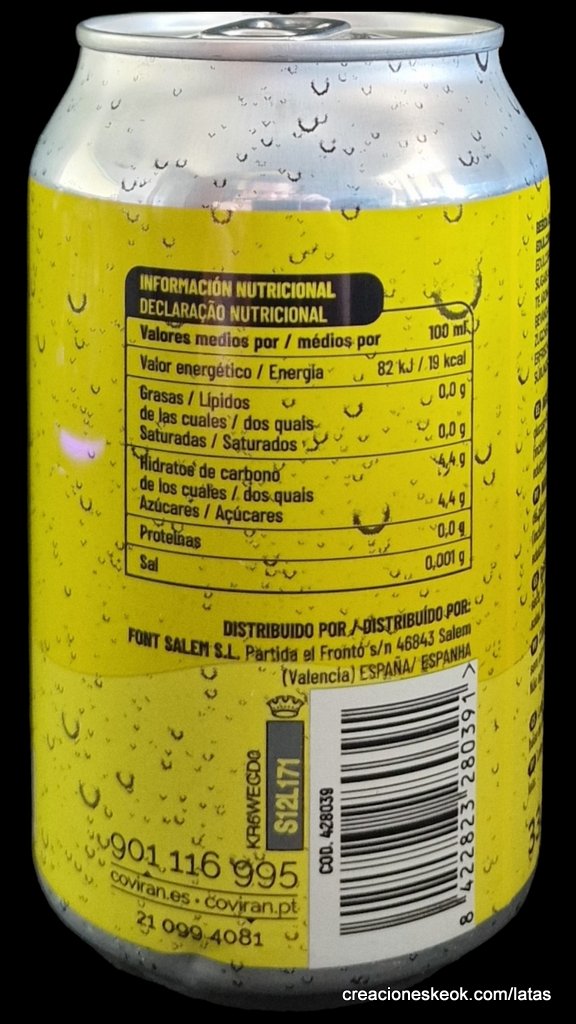 INFORMACIÓN NUTRICIONAL
DECLARAÇÃO NUTRICIONAL
Valores medios por / médios por 100 ml
Valor energético / Energia 82 kJ / 19 kcal
Grasas / Lípidos 0,0 g
de las cuales / dos quais
Saturadas / Saturados 0,0 g
Hidratos de carbono 4,4 g
de los cuales / dos quais
Azúcares / Açúcares 4,4 g
Proteínas 0,0 g
Sal 0,001 g
DISTRIBUIDO POR / DISTRIBUÍDO POR:
FONT SALEM S.L. Partida el Frontó s/n 46843 Salem
(Valencia) ESPAÑA/ ESPANHA
KR6WECD0
S12L171
COD. 428039
8 422823 280391 >
901 116 995
coviran.es • coviran.pt
21 099 4081
creacioneskeok.com/latas